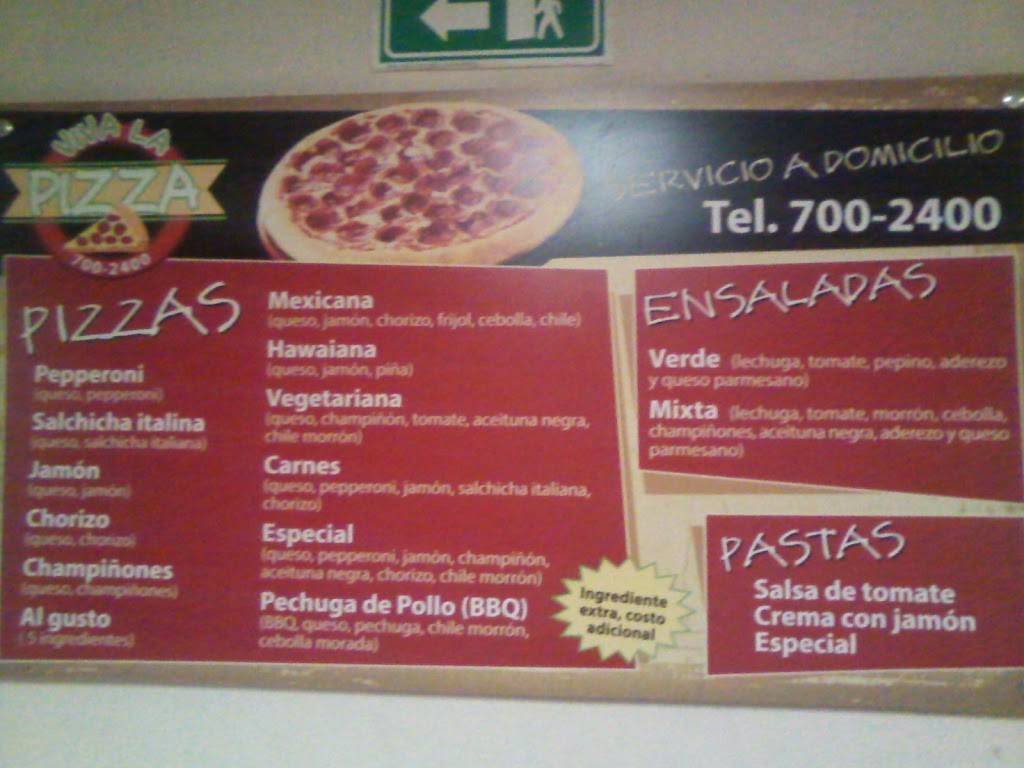 VIVA LA
PIZZA
700-2400
SERVICIO A DOMICILIO
Tel. 700-2400
PIZZAS
Pepperoni
(queso, pepperoni)
Salchicha italina
(queso, salchicha italiana)
Jamón
(queso, jamón)
Chorizo
(queso, chorizo)
Champiñones
(queso, champiñones)
Al gusto
( 5 ingredientes)
Mexicana
(queso, jamón, chorizo, frijol, cebolla, chile)
Hawaiana
(queso, jamón, piña)
Vegetariana
(queso, champiñón, tomate, aceituna negra,
chile morrón)
Carnes
(queso, pepperoni, jamón, salchicha italiana,
chorizo)
Especial
(queso, pepperoni, jamón, champiñón,
aceituna negra, chorizo, chile morrón)
Pechuga de Pollo (BBQ)
(BBQ, queso, pechuga, chile morrón,
cebolla morada)
Ingrediente
extra, costo
adicional
ENSALADAS
Verde (lechuga, tomate, pepino, aderezo
y queso parmesano)
Mixta (lechuga, tomate, morrón, cebolla,
champiñones, aceituna negra, aderezo y queso
parmesano)
PASTAS
Salsa de tomate
Crema con jamón
Especial